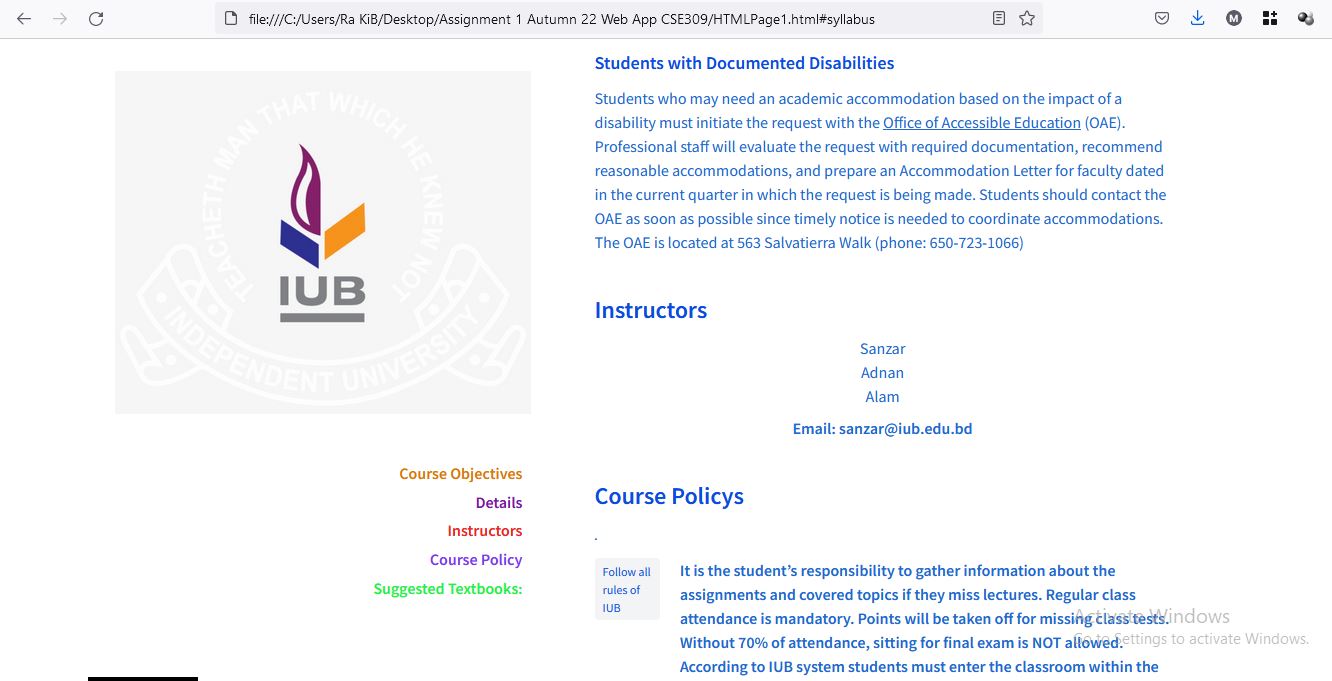 file:///C:/Users/Ra KiB/Desktop/Assignment 1 Autumn 22 Web App CSE309/HTMLPage1.html#syllabus
M
TEACHETH MAN THAT WHICH HE KNEW NOT
IUB
INDEPENDENT UNIVERSITY
Course Objectives
Details
Instructors
Course Policy
Suggested Textbooks:
Students with Documented Disabilities
Students who may need an academic accommodation based on the impact of a
disability must initiate the request with the Office of Accessible Education (OAE).
Professional staff will evaluate the request with required documentation, recommend
reasonable accommodations, and prepare an Accommodation Letter for faculty dated
in the current quarter in which the request is being made. Students should contact the
OAE as soon as possible since timely notice is needed to coordinate accommodations.
The OAE is located at 563 Salvatierra Walk (phone: 650-723-1066)
Instructors
Sanzar
Adnan
Alam
Email: sanzar@iub.edu.bd
Course Policys
.
Follow all
rules of
IUB
It is the student’s responsibility to gather information about the
assignments and covered topics if they miss lectures. Regular class
attendance is mandatory. Points will be taken off for missing class tests.
Without 70% of attendance, sitting for final exam is NOT allowed.
According to IUB system students must enter the classroom within the
Activate Windows
Go to Settings to activate Windows.